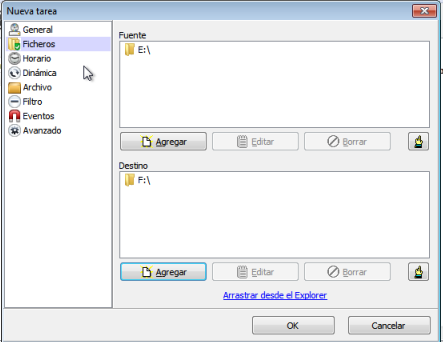 Nueva tarea
General
Ficheros
Horario
Dinámica
Archivo
Filtro
Eventos
Avanzado
Fuente
E:\
Agregar
Editar
Borrar
Destino
F:\
Agregar
Editar
Borrar
Arrastrar desde el Explorer
OK
Cancelar